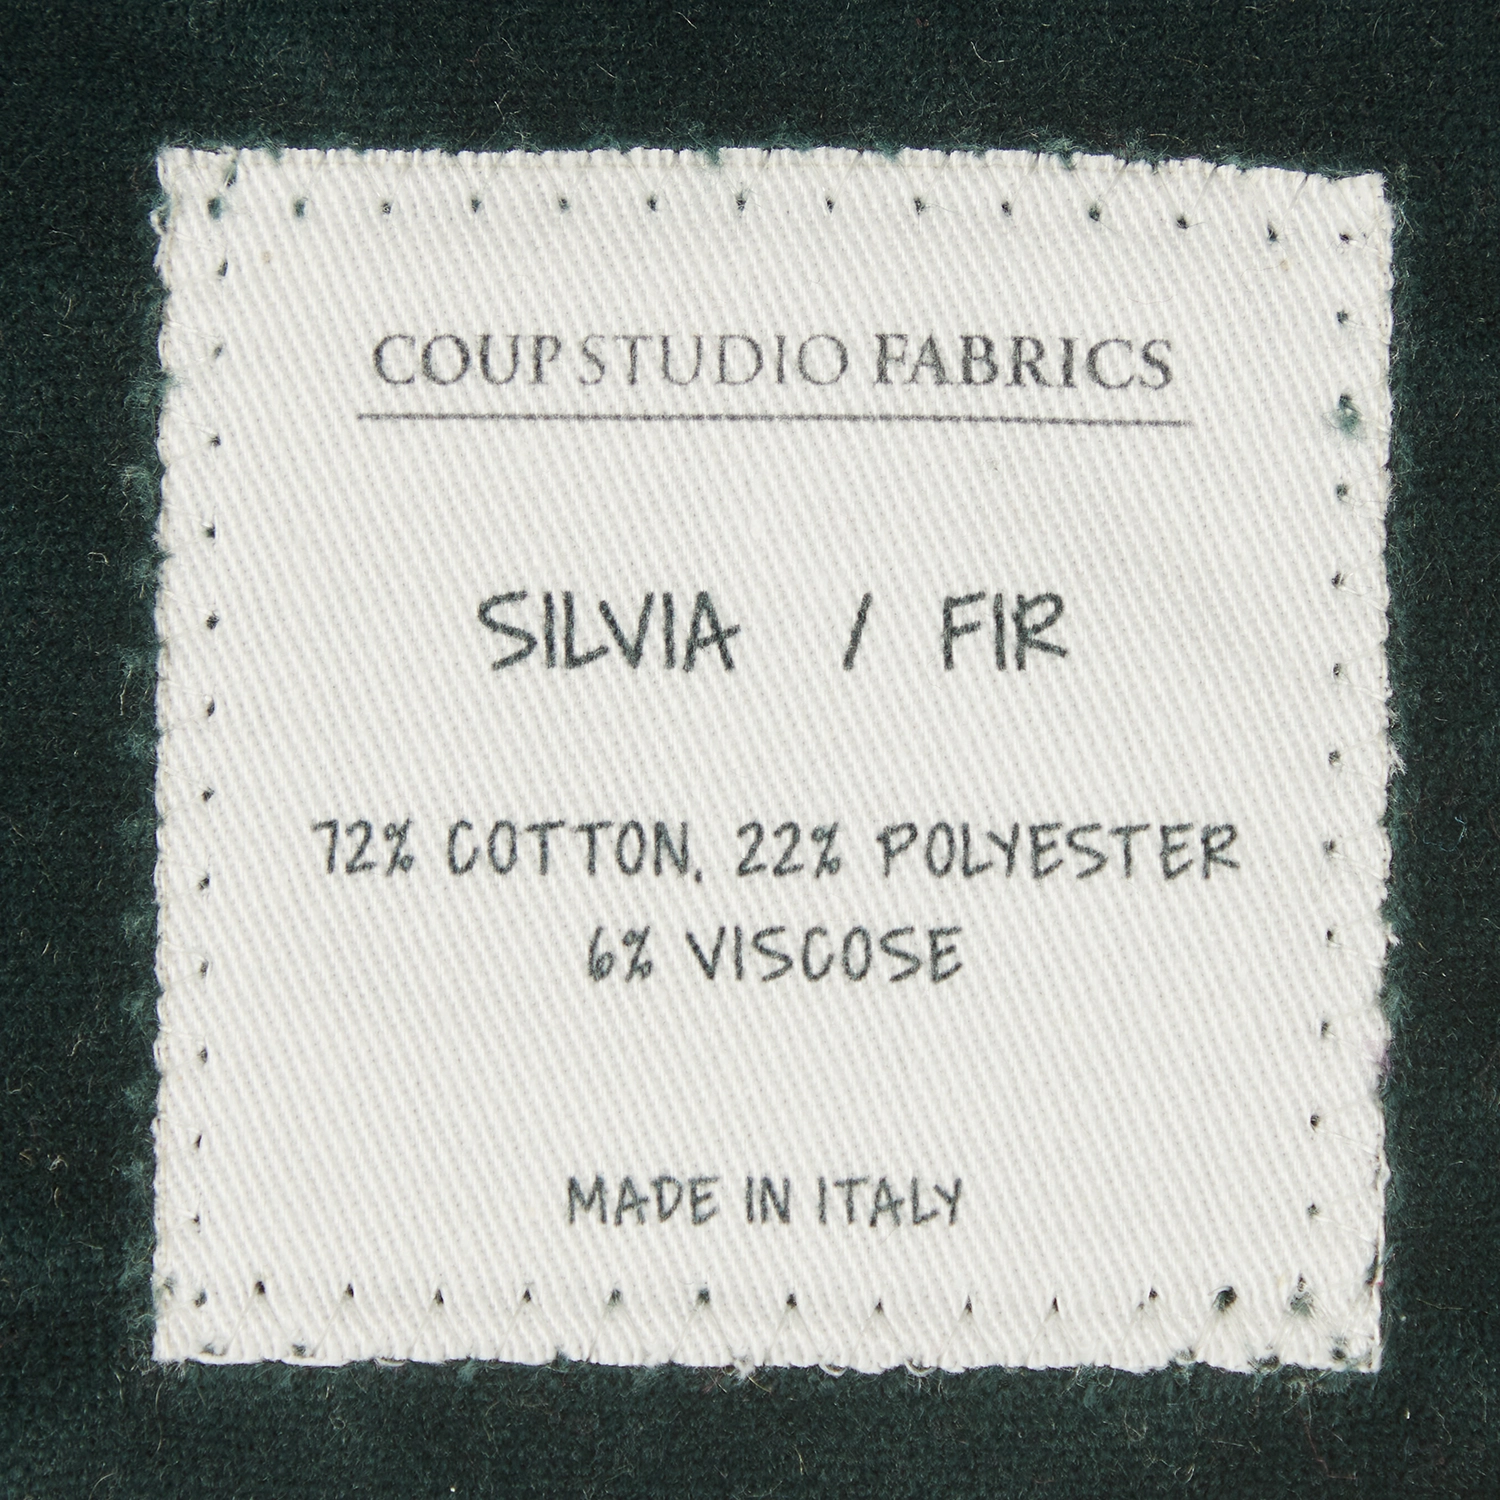 COUP STUDIO FABRICS
SILVIA / FIR
72% COTTON, 22% POLYESTER
6% VISCOSE
MADE IN ITALY